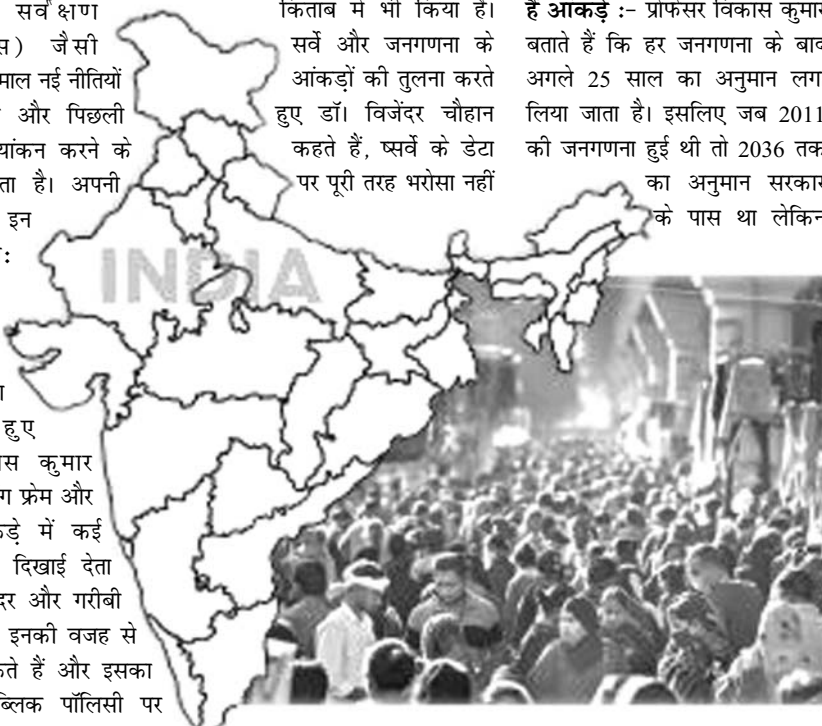 सर्वेक्षण
स) जैसी
माल नई नीतियों
और पिछली
यांकन करने के
ता है। अपनी
इन
:
हुए
स कुमार
ग फ्रेम और
कड़े में कई
दिखाई देता
दर और गरीबी
इनकी वजह से
कते हैं और इसका
ब्लिक पॉलिसी पर
किताब में भी किया है।
सर्वे और जनगणना के
आंकड़ों की तुलना करते
हुए डॉ। विजेंदर चौहान
कहते हैं, ष्सर्वे के डेटा
पर पूरी तरह भरोसा नहीं
हैं आकड़े :- प्रोफेसर विकास कुमार
बताते हैं कि हर जनगणना के बाद
अगले 25 साल का अनुमान लगा
लिया जाता है। इसलिए जब 2011
की जनगणना हुई थी तो 2036 तक
का अनुमान सरकार
के पास था लेकिन
INDIA